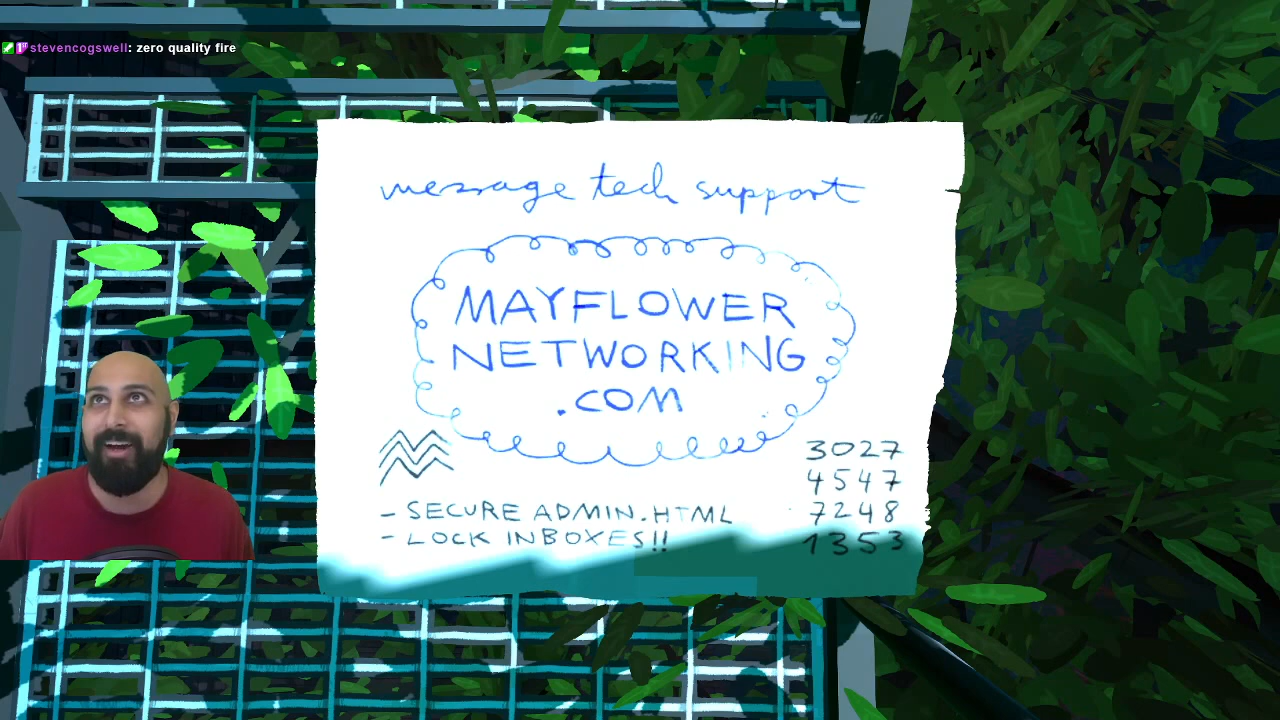 stevencogswell: zero quality fire
message tech support
MAYFLOWER
NETWORKING
.COM
3027
4547
7248
1353
- SECURE ADMIN.HTML
- LOCK INBOXES!!